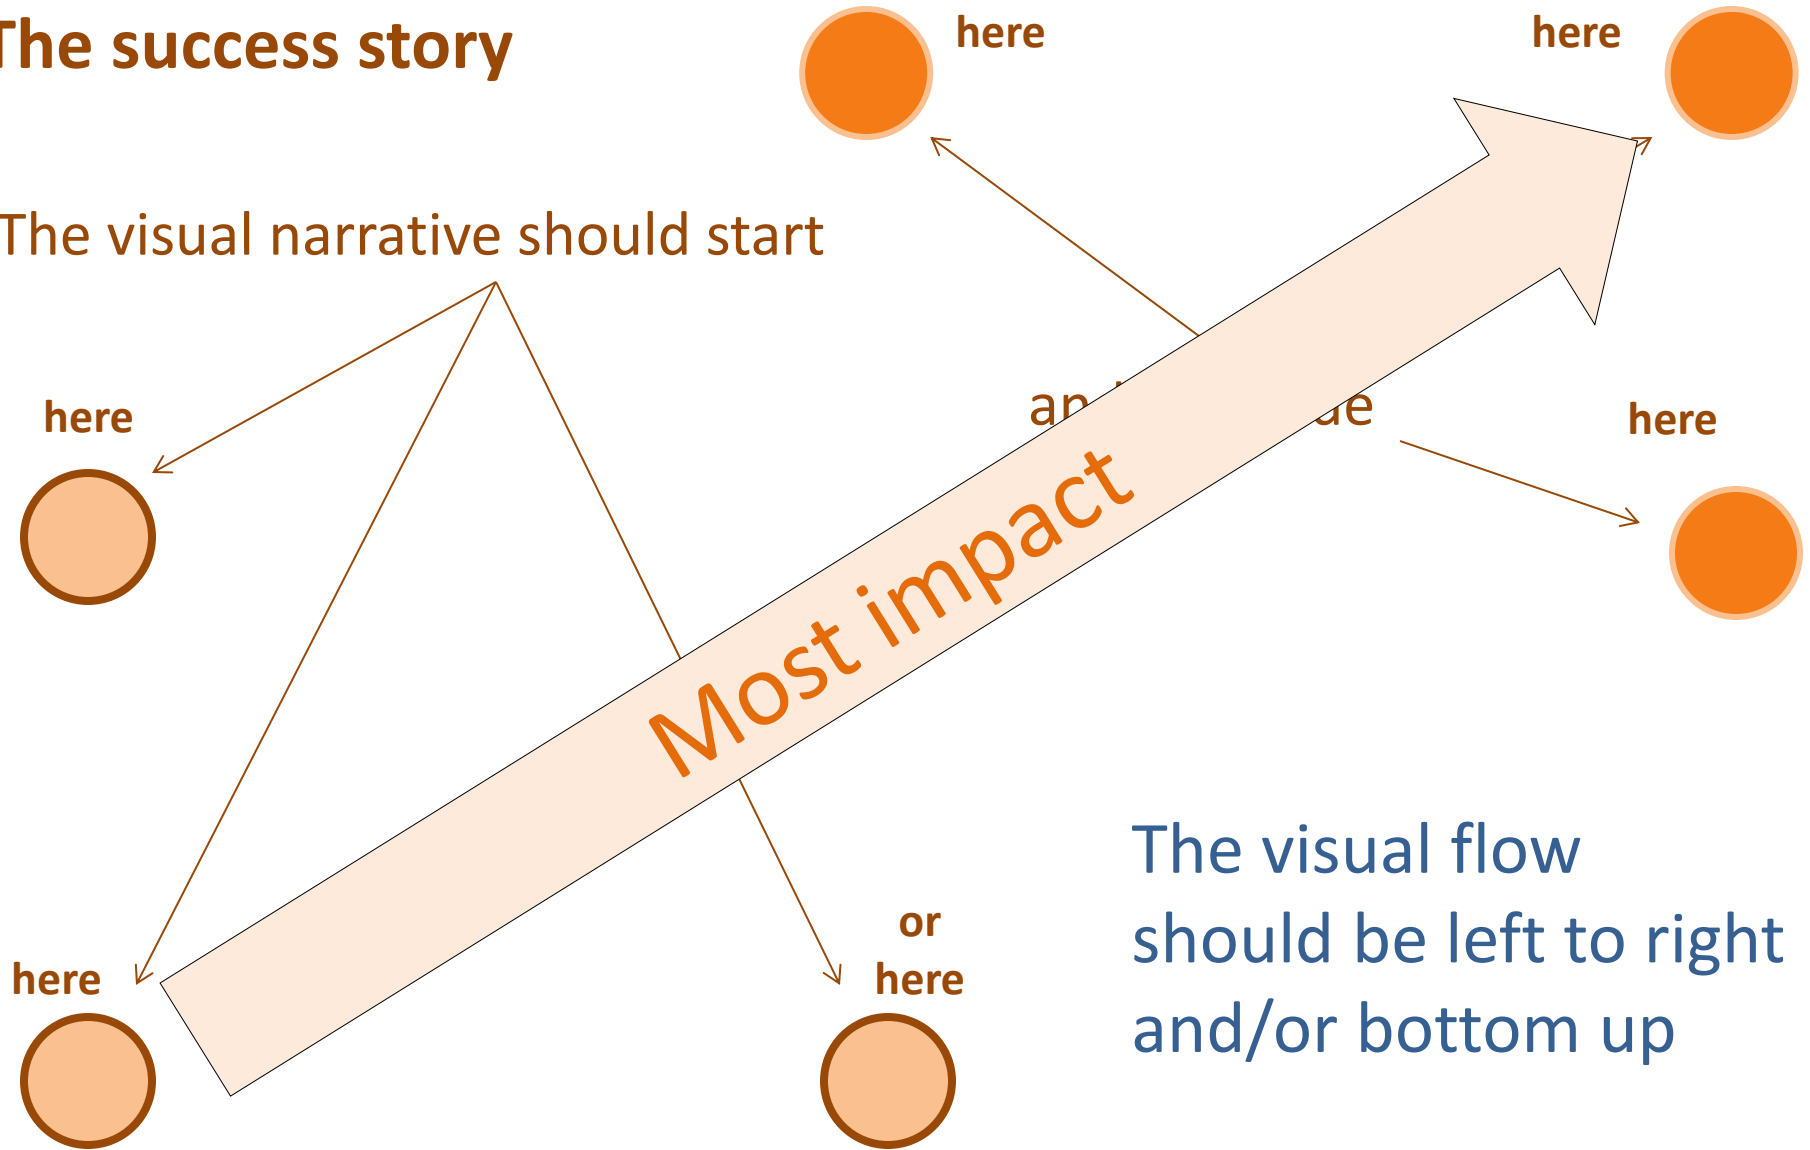 The success story
here
here
The visual narrative should start
here
here
Most impact
or
here
here
The visual flow
should be left to right
and/or bottom up